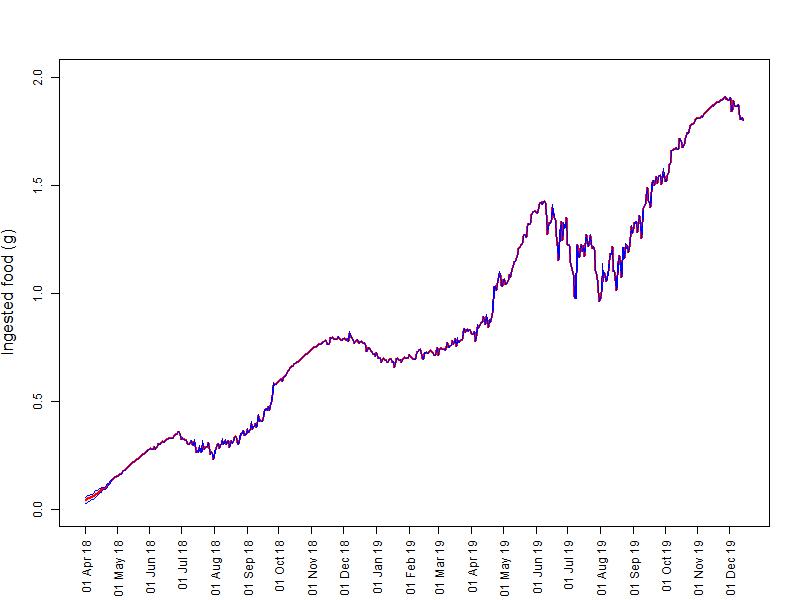 Ingested food (g)
2.0
1.5
1.0
0.5
0.0
01 Apr 18
01 May 18
01 Jun 18
01 Jul 18
01 Aug 18
01 Sep 18
01 Oct 18
01 Nov 18
01 Dec 18
01 Jan 19
01 Feb 19
01 Mar 19
01 Apr 19
01 May 19
01 Jun 19
01 Jul 19
01 Aug 19
01 Sep 19
01 Oct 19
01 Nov 19
01 Dec 19